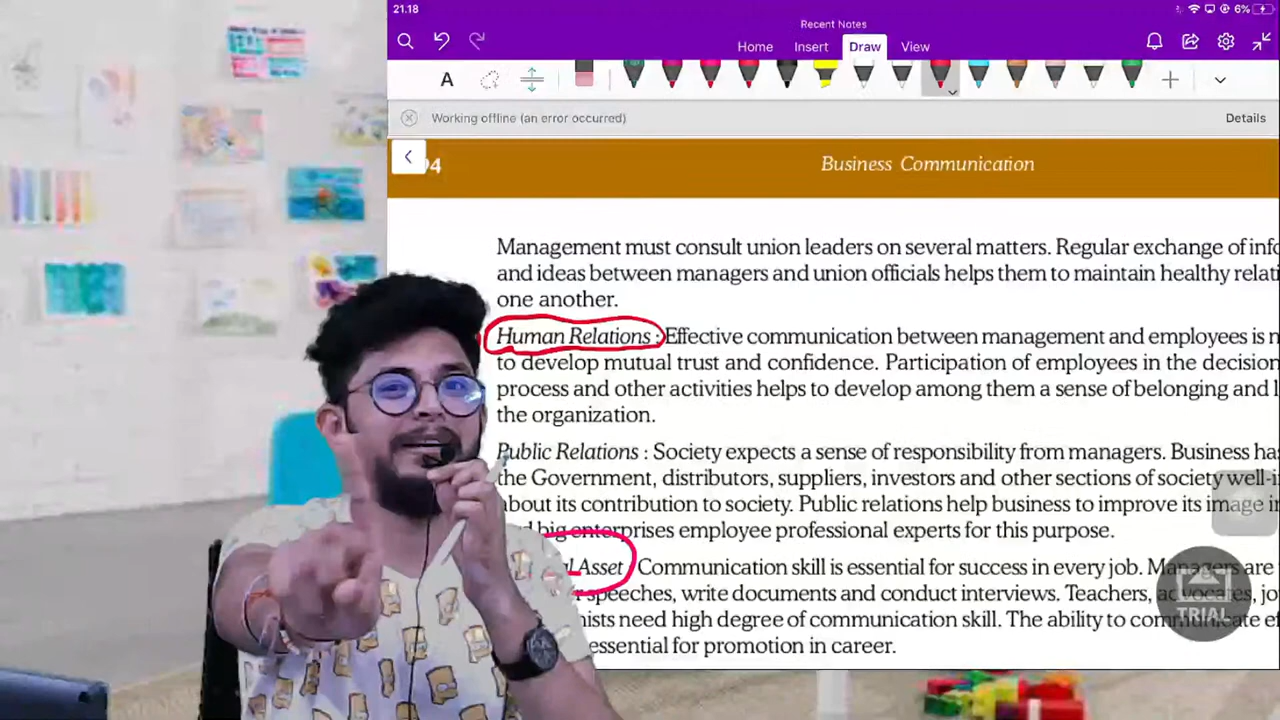 21.18
Recent Notes
6%
Home Insert Draw View
A
Working offline (an error occurred)
Details
94
Business Communication
Management must consult union leaders on several matters. Regular exchange of
and ideas between managers and union officials helps them to maintain healthy
one another.
Human Relations : Effective communication between management and employees is
to develop mutual trust and confidence. Participation of employees in the decision
process and other activities helps to develop among them a sense of belonging and
the organization.
Public Relations : Society expects a sense of responsibility from managers. Business
the Government, distributors, suppliers, investors and other sections of society
about its contribution to society. Public relations help business to improve its image
big enterprises employee professional experts for this purpose.
Asset : Communication skill is essential for success in every job. Managers are
speeches, write documents and conduct interviews. Teachers, advocates,
need high degree of communication skill. The ability to communicate
essential for promotion in career.
TRIAL